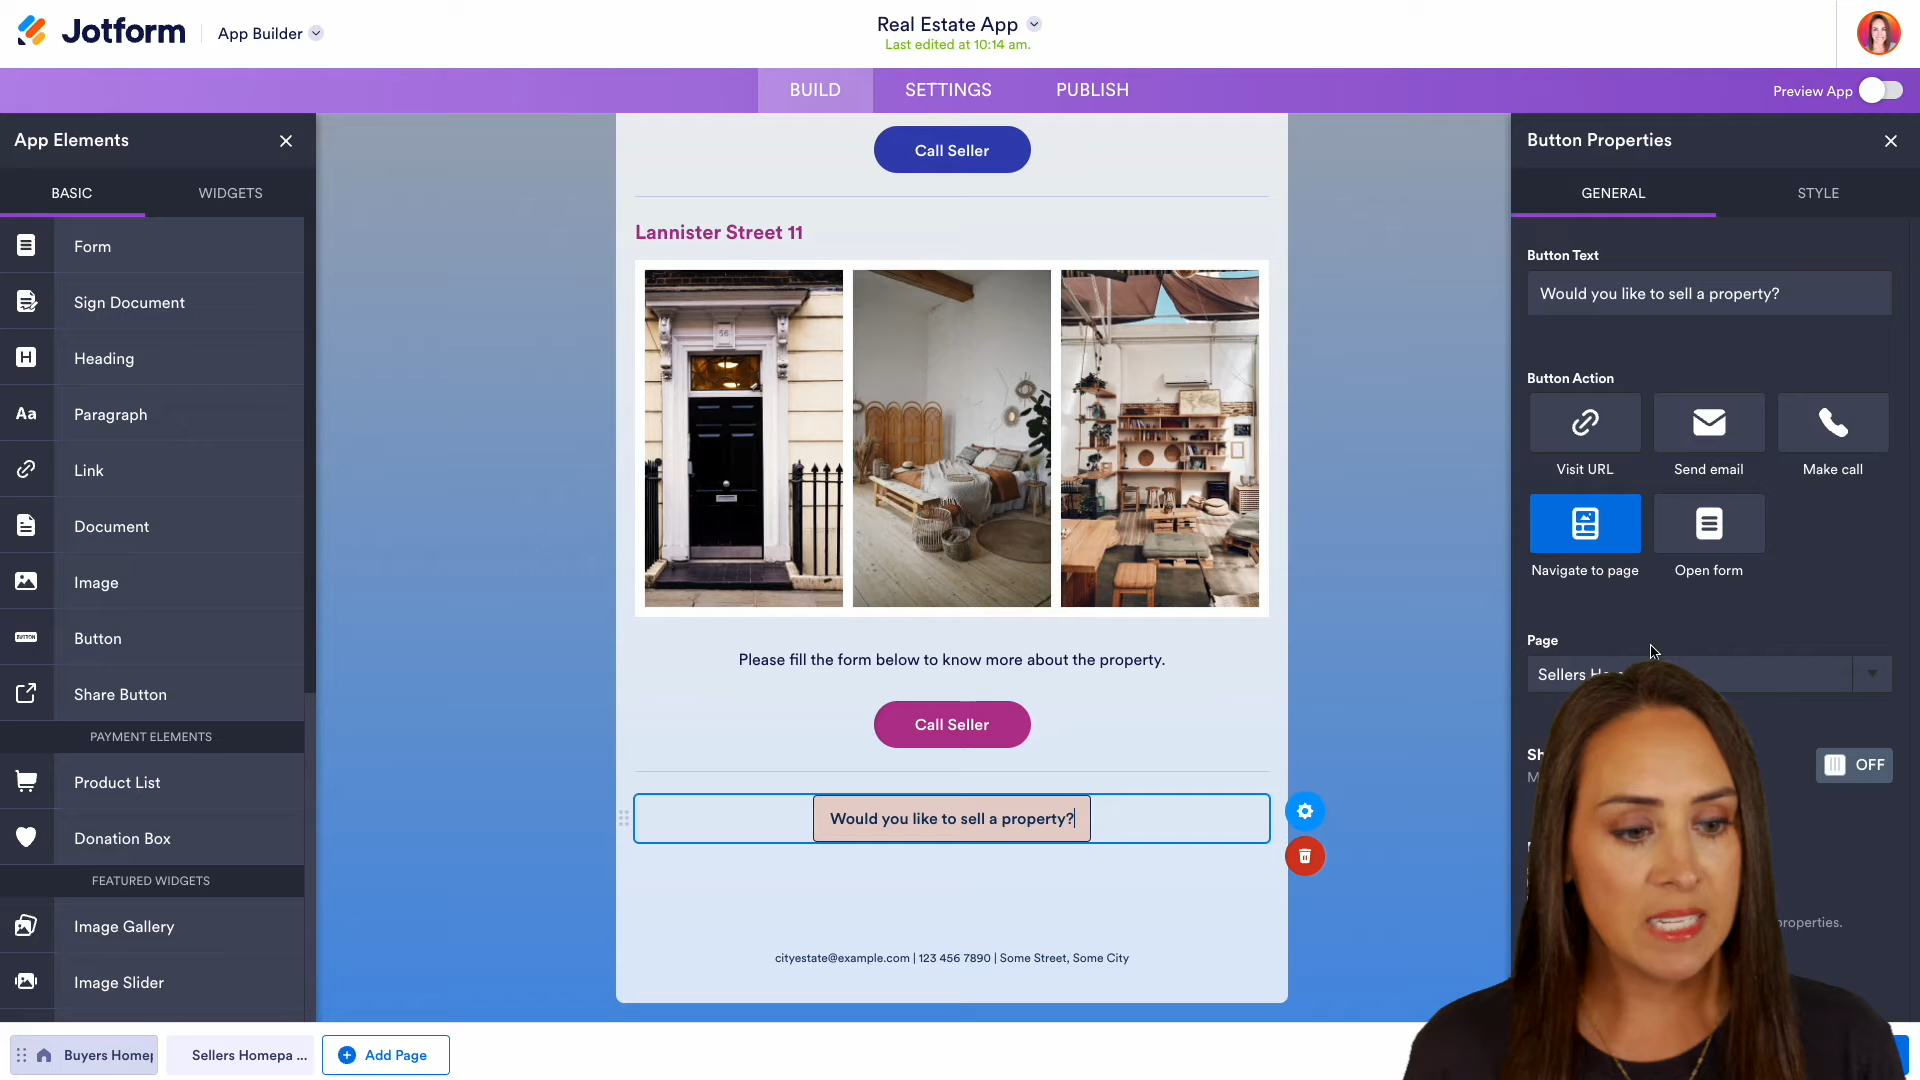 Jotform
App Builder
Real Estate App
Last edited at 10:14 am.
BUILD
SETTINGS
PUBLISH
Preview App
App Elements
BASIC
WIDGETS
Form
Sign Document
Heading
Aa
Paragraph
Link
Document
Image
BUTTON
Button
Share Button
PAYMENT ELEMENTS
Product List
Donation Box
FEATURED WIDGETS
Image Gallery
Image Slider
Call Seller
Lannister Street 11
56
Please fill the form below to know more about the property.
Call Seller
Would you like to sell a property?
cityestate@example.com | 123 456 7890 | Some Street, Some City
Button Properties
GENERAL
STYLE
Button Text
Would you like to sell a property?
Button Action
Visit URL
Send email
Make call
Navigate to page
Open form
Page
Sellers
OFF
properties.
Buyers Homep
Sellers Homepa ...
Add Page